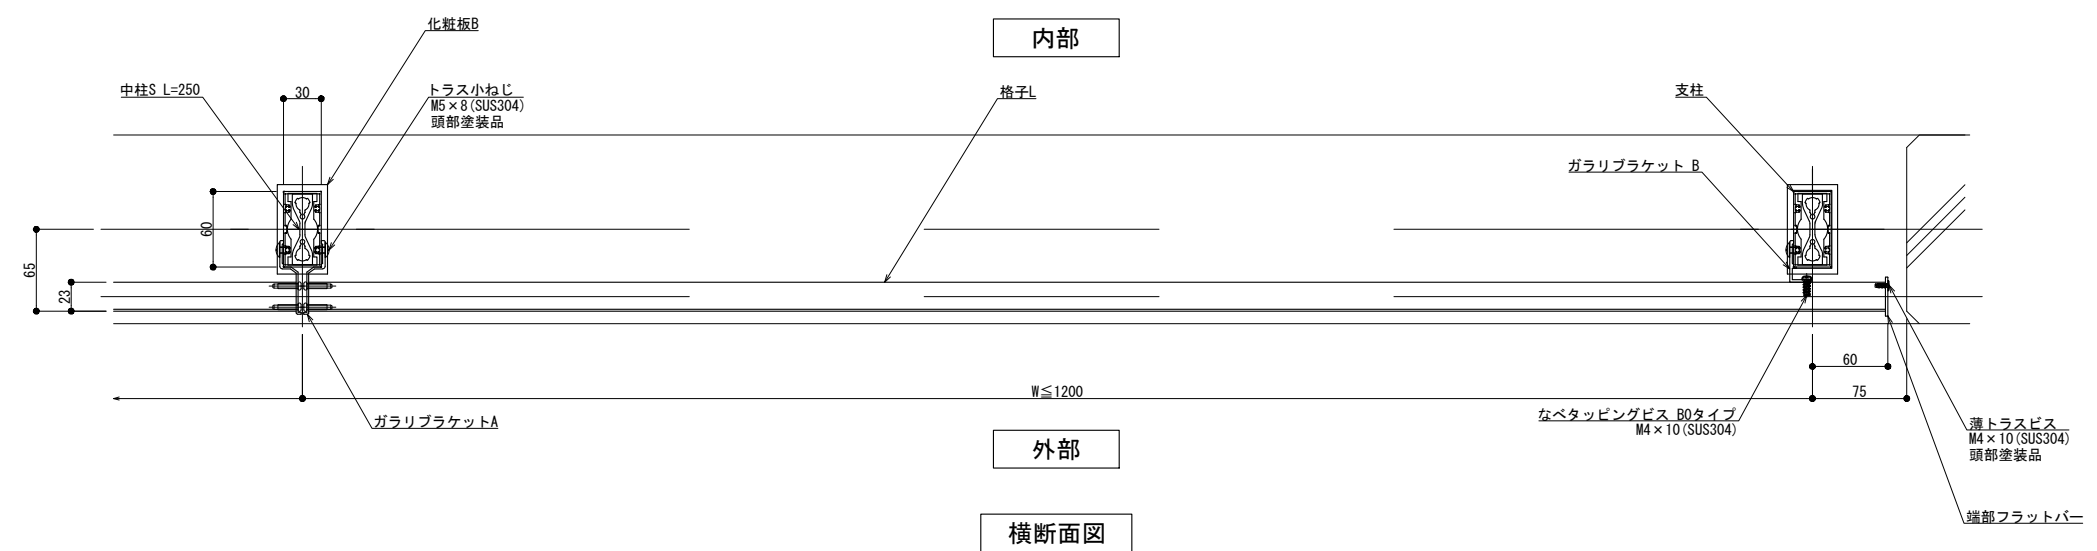 化粧板B
内部
中柱S L=250
30
トラス小ねじ
M5×8(SUS304)
頭部塗装品
格子L
支柱
ガラリブラケット B
60
65
23
60
W≦1200
75
ガラリブラケットA
なべタッピングビス B0タイプ
M4×10(SUS304)
薄トラスビス
M4×10(SUS304)
頭部塗装品
外部
端部フラットバー
横断面図